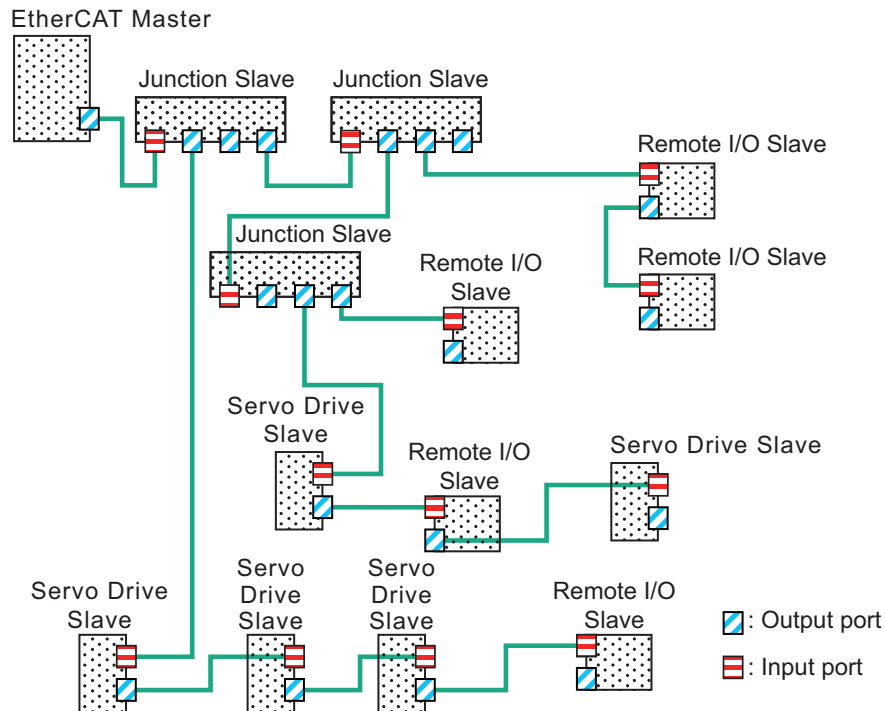 EtherCAT Master
Junction Slave
Junction Slave
Remote I/O Slave
Junction Slave
Remote I/O
Slave
Remote I/O Slave
Servo Drive
Slave
Remote I/O
Slave
Servo Drive Slave
Servo Drive
Slave
Servo
Drive
Slave
Servo
Drive
Slave
Remote I/O
Slave
: Output port
: Input port